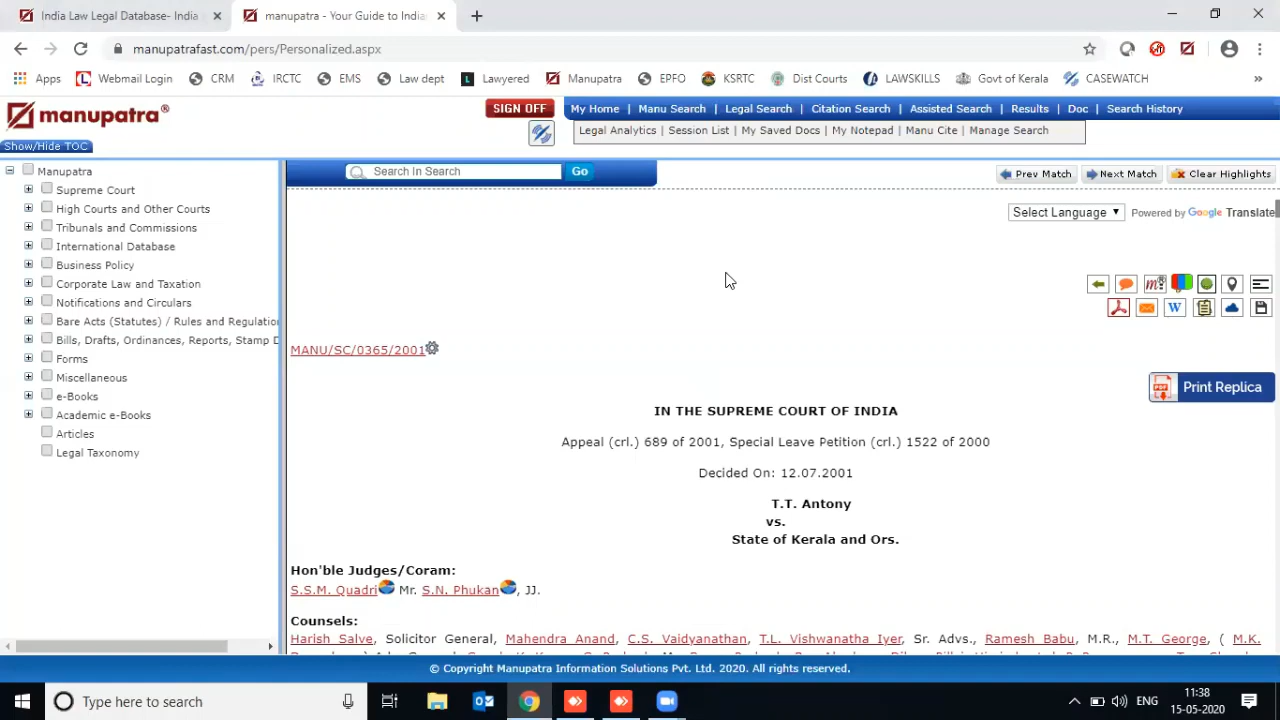 India Law Legal Database- India
manupatra - Your Guide to India
manupatrafast.com/pers/Personalized.aspx
Apps Webmail Login CRM IRCTC EMS Law dept Lawyered Manupatra EPFO KSRTC Dist Courts LAWSKILLS Govt of Kerala CASEWATCH »
manupatra®
SIGN OFF
My Home | Manu Search | Legal Search | Citation Search | Assisted Search | Results | Doc | Search History
Legal Analytics | Session List | My Saved Docs | My Notepad | Manu Cite | Manage Search
Show/Hide TOC
Manupatra
Supreme Court
High Courts and Other Courts
Tribunals and Commissions
International Database
Business Policy
Corporate Law and Taxation
Notifications and Circulars
Bare Acts (Statutes) / Rules and Regulation
Bills, Drafts, Ordinances, Reports, Stamp D
Forms
Miscellaneous
e-Books
Academic e-Books
Articles
Legal Taxonomy
Search In Search Go
Prev Match Next Match Clear Highlights
Select Language ▼ Powered by Google Translate
MANU/SC/0365/2001
Print Replica
IN THE SUPREME COURT OF INDIA
Appeal (crl.) 689 of 2001, Special Leave Petition (crl.) 1522 of 2000
Decided On: 12.07.2001
T.T. Antony
vs.
State of Kerala and Ors.
Hon'ble Judges/Coram:
S.S.M. Quadri Mr. S.N. Phukan, JJ.
Counsels:
Harish Salve, Solicitor General, Mahendra Anand, C.S. Vaidyanathan, T.L. Vishwanatha Iyer, Sr. Advs., Ramesh Babu, M.R., M.T. George, ( M.K.
© Copyright Manupatra Information Solutions Pvt. Ltd. 2020. All rights reserved.
Type here to search
ENG
11:38
15-05-2020